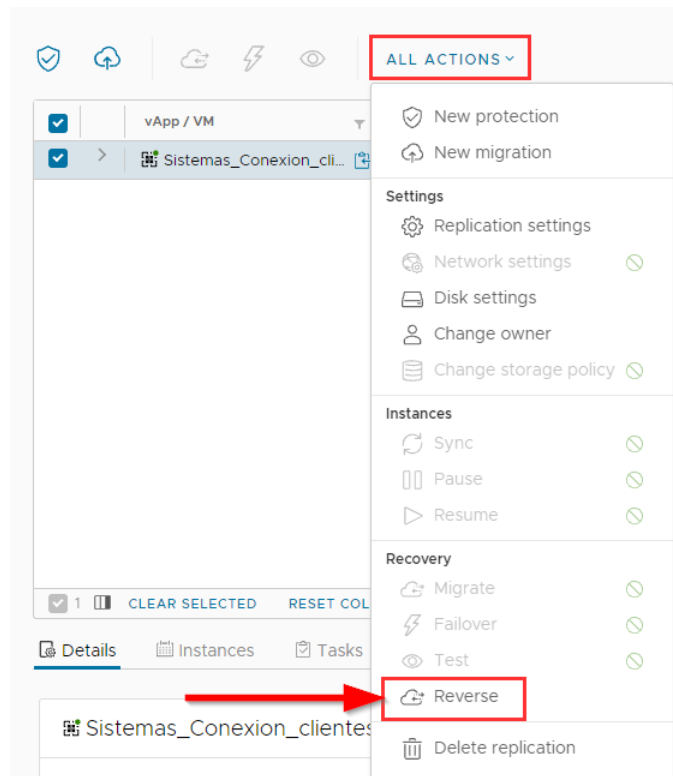 ALL ACTIONS
vApp / VM
Sistemas_Conexion_cli...
New protection
New migration
Settings
Replication settings
Network settings
Disk settings
Change owner
Change storage policy
Instances
Sync
Pause
Resume
Recovery
Migrate
Failover
Test
Reverse
Delete replication
1 CLEAR SELECTED RESET COL
Details Instances Tasks
Sistemas_Conexion_clientes